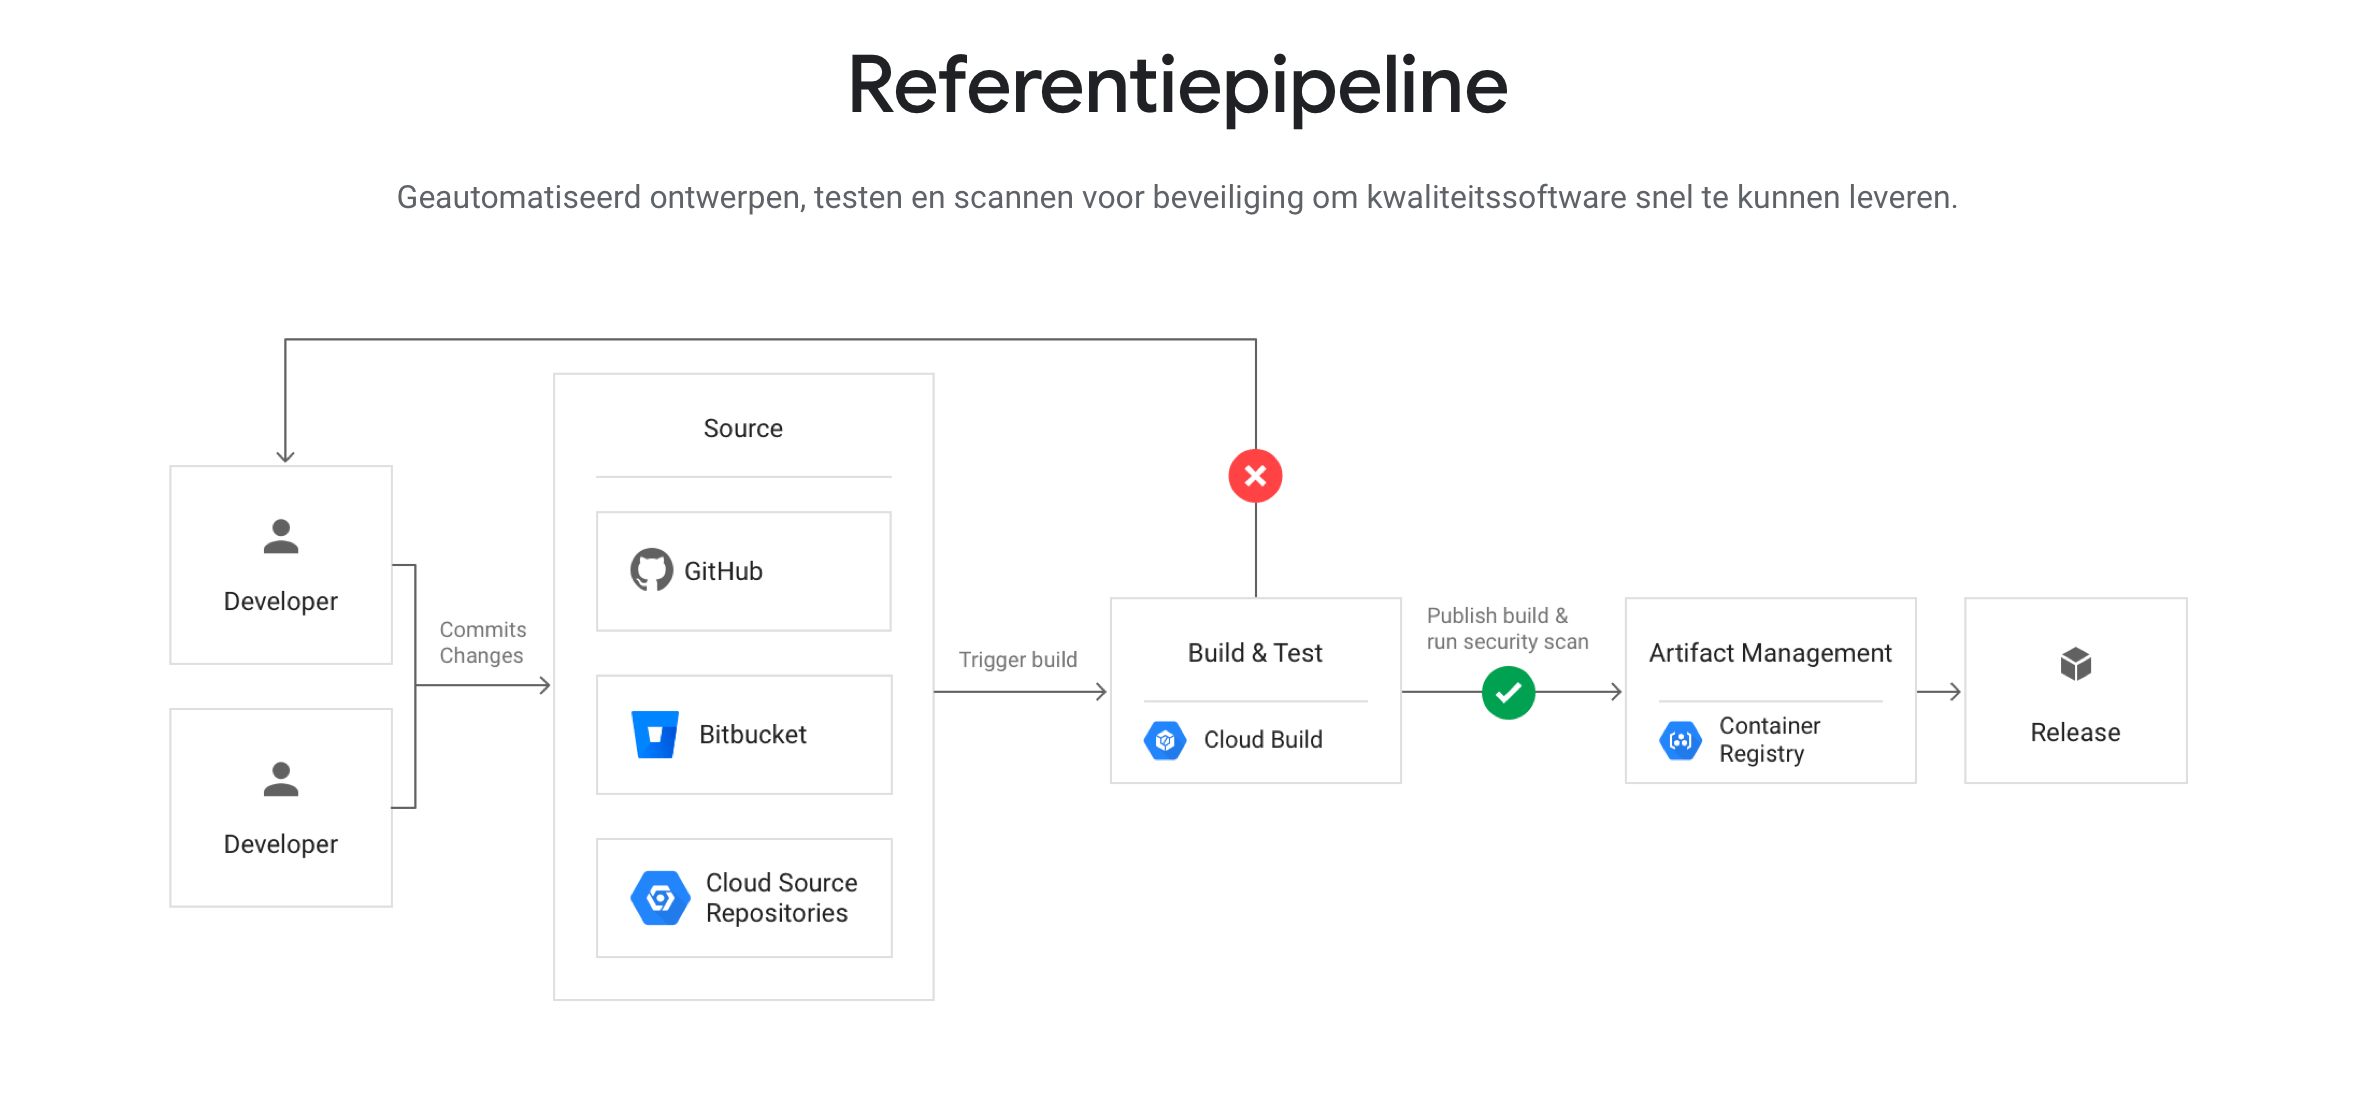 Referentiepipeline
Geautomatiseerd ontwerpen, testen en scannen voor beveiliging om kwaliteitssoftware snel te kunnen leveren.
Developer
Developer
Commits
Changes
Source
GitHub
Bitbucket
Cloud Source
Repositories
Trigger build
Build & Test
Cloud Build
Publish build &
run security scan
Artifact Management
Container
Registry
Release